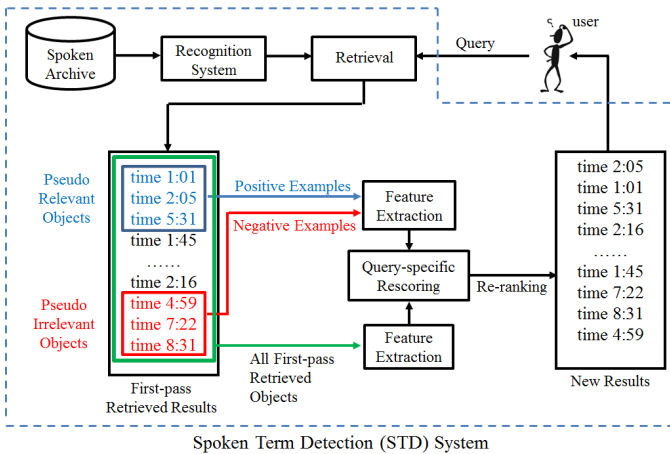 user
Spoken
Archive
Recognition
System
Retrieval
Query
Pseudo
Relevant
Objects
time 1:01
time 2:05
time 5:31
time 1:45
......
time 2:16
time 4:59
time 7:22
time 8:31
Pseudo
Irrelevant
Objects
First-pass
Retrieved Results
Positive Examples
Negative Examples
Feature
Extraction
Query-specific
Rescoring
Re-ranking
Feature
Extraction
All First-pass
Retrieved
Objects
time 2:05
time 1:01
time 5:31
time 2:16
......
time 1:45
time 7:22
time 8:31
time 4:59
New Results
Spoken Term Detection (STD) System